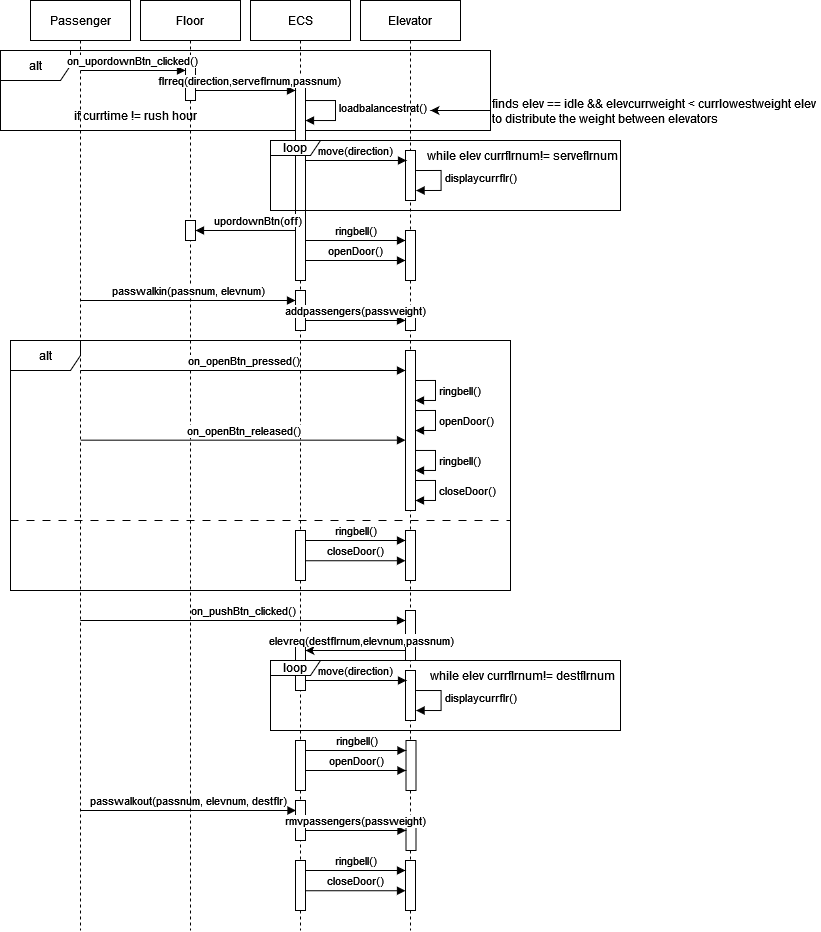 Passenger
Floor
ECS
Elevator
alt
on_upordownBtn_clicked()
flrreq(direction,serveflrnum,passnum)
loadbalancestrat()
finds elev == idle && elevcurrweight < currlowestweight elev
to distribute the weight between elevators
if currtime != rush hour
loop
move(direction)
while elev currflrnum!= serveflrnum
displaycurrflr()
upordownBtn(off)
ringbell()
openDoor()
passwalkin(passnum, elevnum)
addpassengers(passweight)
alt
on_openBtn_pressed()
ringbell()
openDoor()
on_openBtn_released()
ringbell()
closeDoor()
ringbell()
closeDoor()
on_pushBtn_clicked()
elevreq(destflrnum,elevnum,passnum)
loop
move(direction)
while elev currflrnum!= destflrnum
displaycurrflr()
ringbell()
openDoor()
passwalkout(passnum, elevnum, destflr)
rmvpassengers(passweight)
ringbell()
closeDoor()